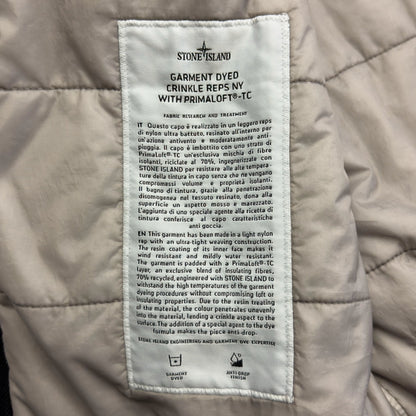 STONE ISLAND
GARMENT DYED
CRINKLE REPS NY
WITH PRIMALOFT®-TC
FABRIC RESEARCH AND TREATMENT
IT Questo capo è realizzato in un leggero reps
di nylon ultra battuto, resinato all'interno per
un'azione antivento e moderatamente anti-
pioggia. Il capo è imbottito con uno strato di
PrimaLoft®-TC un'esclusiva mischia di fibre
isolanti, riciclate al 70%, ingegnerizzate con
STONE ISLAND per resistere alle alte tempera-
ture della tintura in capo senza che ne vengano
compromessi volume e proprietà isolanti.
Il bagno di tintura, grazie alla penetrazione
disomogenea nel tessuto resinato, dona alla
superficie un aspetto mosso e marezzato.
L'aggiunta di uno speciale agente alla ricetta di
tintura conferisce al capo caratteristiche
anti goccia.
EN This garment has been made in a light nylon
rep with an ultra-tight weaving construction.
The resin coating of its inner face makes it
wind resistant and mildly water resistant.
The garment is padded with a PrimaLoft®-TC
layer, an exclusive blend of insulating fibres,
70% recycled, engineered with STONE ISLAND to
withstand the high temperatures of the garment
dyeing procedures without compromising loft or
insulating properties. Due to the resin treating
of the material, the colour penetrates unevenly
into the material, lending a crinkle aspect to the
surface. The addition of a special agent to the dye
formula makes the piece anti-drop.
STONE ISLAND ENGINEERING AND GARMENT DYE EXPERTISE
GARMENT
DYED
ANTI DROP
FINISH